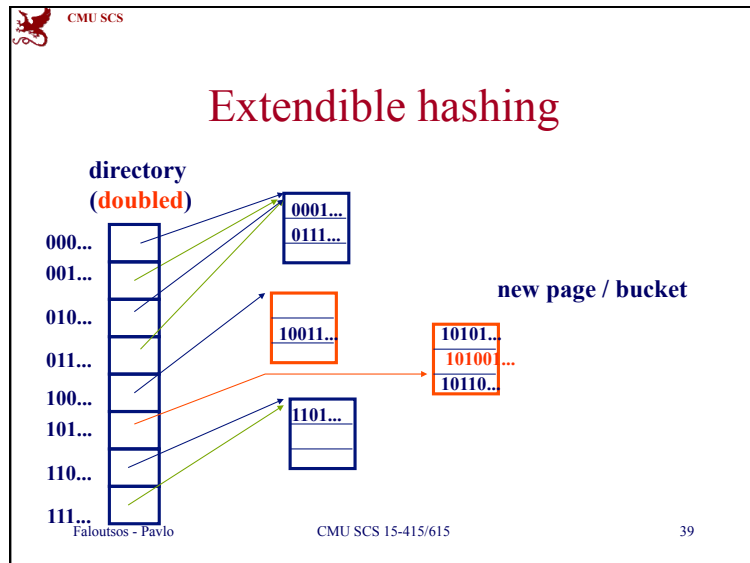 CMU SCS
Extendible hashing
directory
(doubled)
000...
001...
010...
011...
100...
101...
110...
111...
0001...
0111...
10011...
1101...
new page / bucket
10101...
101001...
10110...
Faloutsos - Pavlo
CMU SCS 15-415/615
39